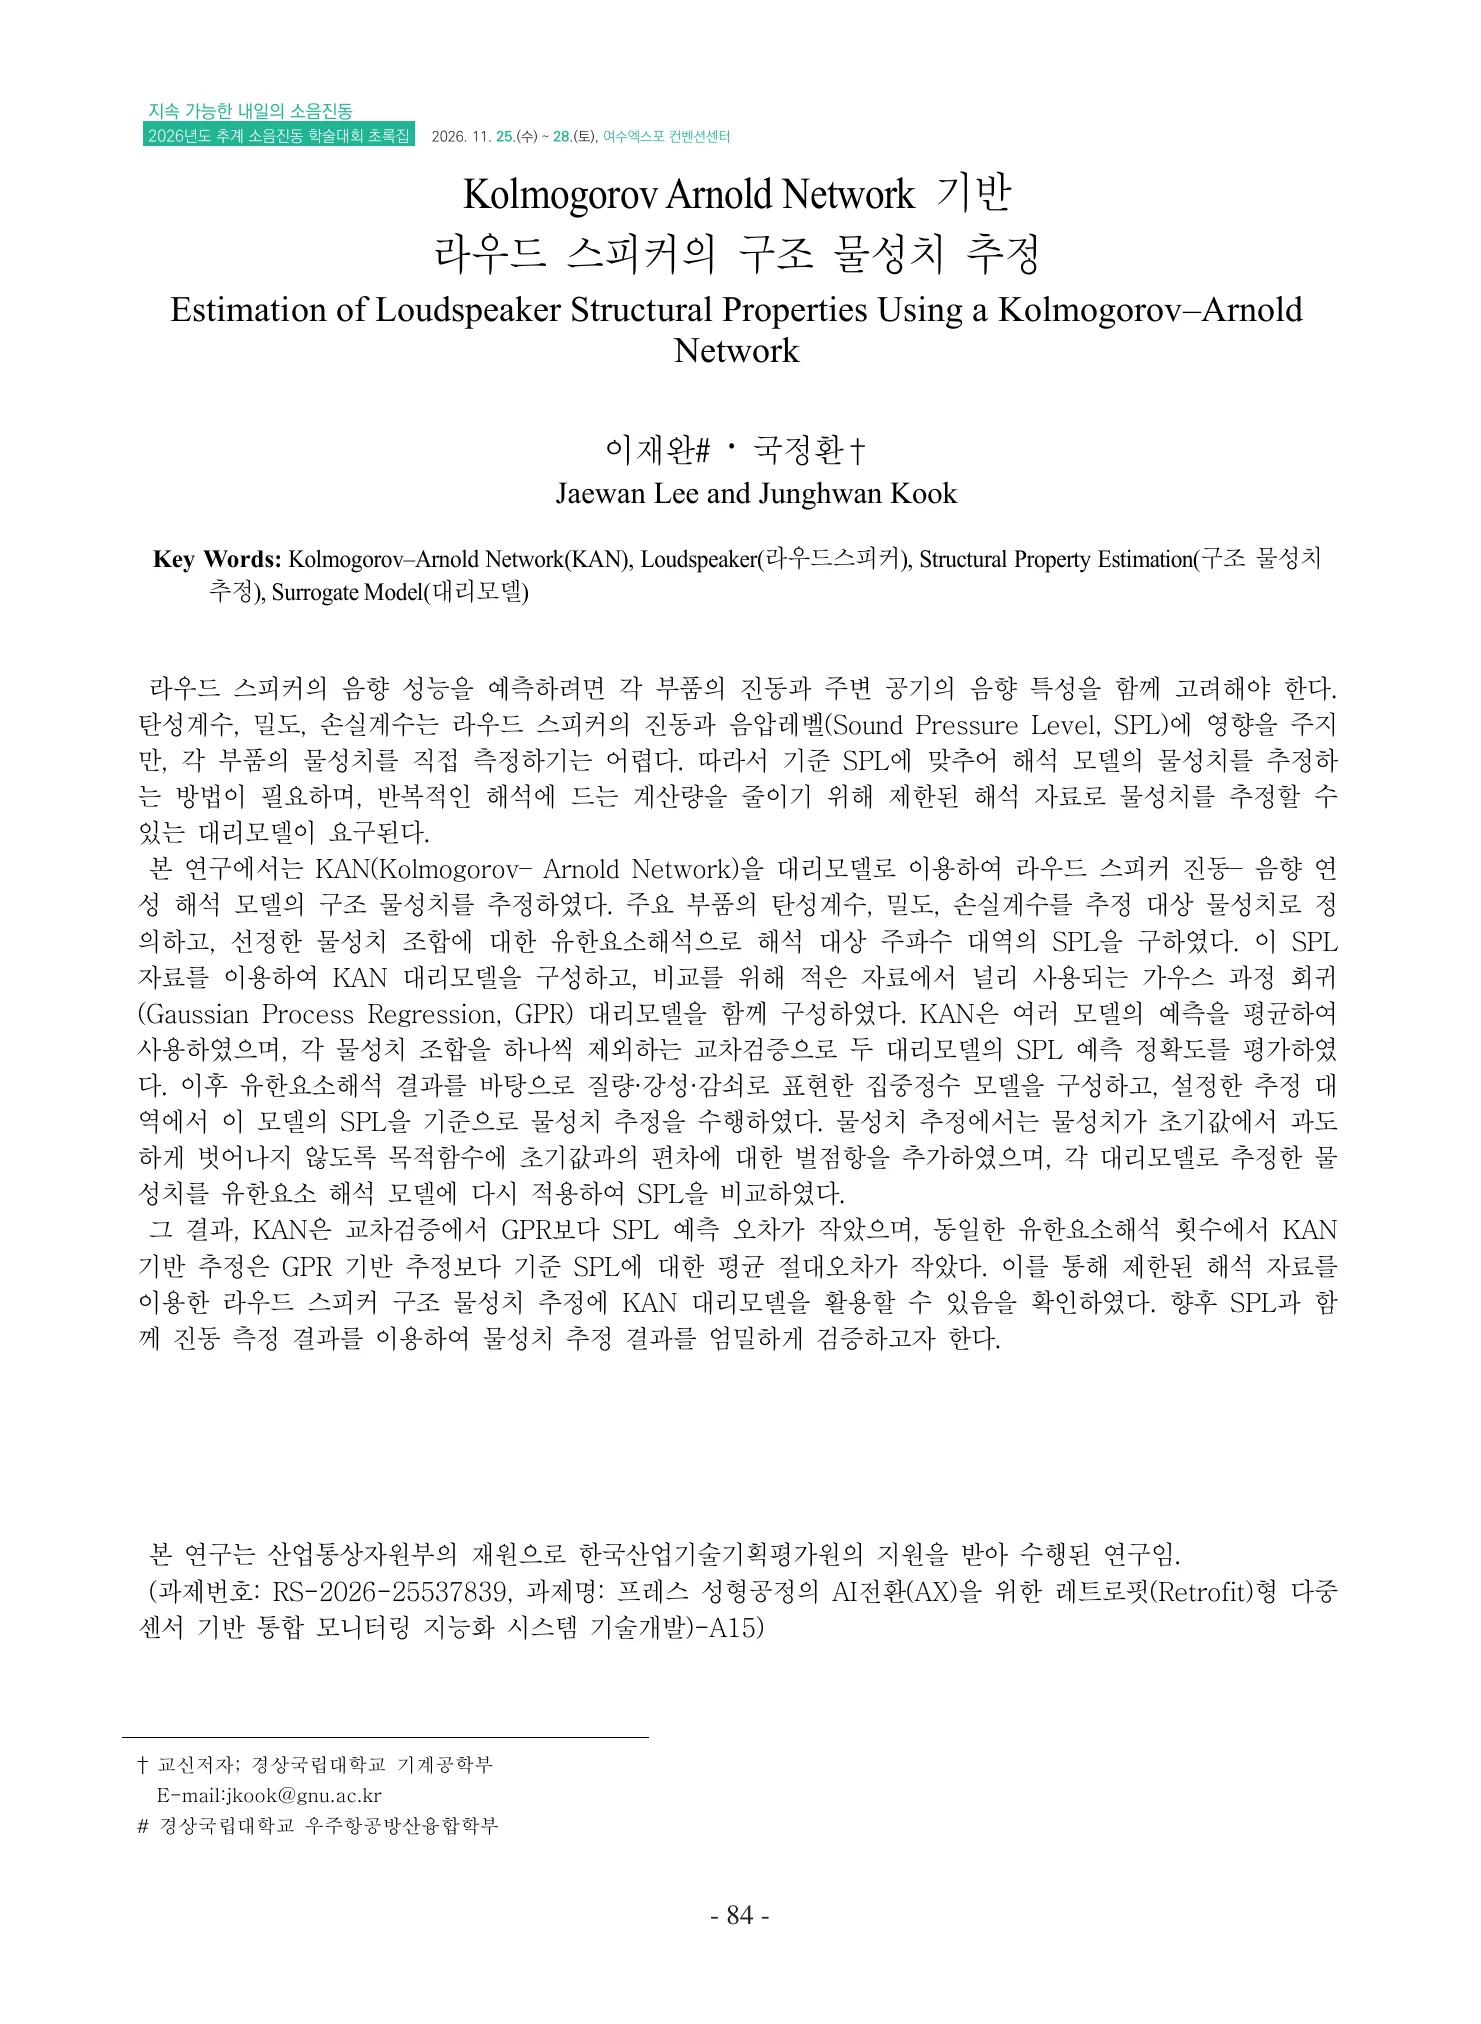 지속 가능한 내일의 소음진동
2026년도 추계 소음진동 학술대회 초록집 2026. 11. 25.(수) ~ 28.(토), 여수엑스포 컨벤션센터
Kolmogorov Arnold Network 기반
라우드 스피커의 구조 물성치 추정
Estimation of Loudspeaker Structural Properties Using a Kolmogorov–Arnold
Network
이재완# · 국정환†
Jaewan Lee and Junghwan Kook
Key Words: Kolmogorov–Arnold Network(KAN), Loudspeaker(라우드스피커), Structural Property Estimation(구조 물성치
추정), Surrogate Model(대리모델)
라우드 스피커의 음향 성능을 예측하려면 각 부품의 진동과 주변 공기의 음향 특성을 함께 고려해야 한다.
탄성계수, 밀도, 손실계수는 라우드 스피커의 진동과 음압레벨(Sound Pressure Level, SPL)에 영향을 주지
만, 각 부품의 물성치를 직접 측정하기는 어렵다. 따라서 기준 SPL에 맞추어 해석 모델의 물성치를 추정하
는 방법이 필요하며, 반복적인 해석에 드는 계산량을 줄이기 위해 제한된 해석 자료로 물성치를 추정할 수
있는 대리모델이 요구된다.
본 연구에서는 KAN(Kolmogorov– Arnold Network)을 대리모델로 이용하여 라우드 스피커 진동– 음향 연
성 해석 모델의 구조 물성치를 추정하였다. 주요 부품의 탄성계수, 밀도, 손실계수를 추정 대상 물성치로 정
의하고, 선정한 물성치 조합에 대한 유한요소해석으로 해석 대상 주파수 대역의 SPL을 구하였다. 이 SPL
자료를 이용하여 KAN 대리모델을 구성하고, 비교를 위해 적은 자료에서 널리 사용되는 가우스 과정 회귀
(Gaussian Process Regression, GPR) 대리모델을 함께 구성하였다. KAN은 여러 모델의 예측을 평균하여
사용하였으며, 각 물성치 조합을 하나씩 제외하는 교차검증으로 두 대리모델의 SPL 예측 정확도를 평가하였
다. 이후 유한요소해석 결과를 바탕으로 질량·강성·감쇠로 표현한 집중정수 모델을 구성하고, 설정한 추정 대
역에서 이 모델의 SPL을 기준으로 물성치 추정을 수행하였다. 물성치 추정에서는 물성치가 초기값에서 과도
하게 벗어나지 않도록 목적함수에 초기값과의 편차에 대한 벌점항을 추가하였으며, 각 대리모델로 추정한 물
성치를 유한요소 해석 모델에 다시 적용하여 SPL을 비교하였다.
그 결과, KAN은 교차검증에서 GPR보다 SPL 예측 오차가 작았으며, 동일한 유한요소해석 횟수에서 KAN
기반 추정은 GPR 기반 추정보다 기준 SPL에 대한 평균 절대오차가 작았다. 이를 통해 제한된 해석 자료를
이용한 라우드 스피커 구조 물성치 추정에 KAN 대리모델을 활용할 수 있음을 확인하였다. 향후 SPL과 함
께 진동 측정 결과를 이용하여 물성치 추정 결과를 엄밀하게 검증하고자 한다.
본 연구는 산업통상자원부의 재원으로 한국산업기술기획평가원의 지원을 받아 수행된 연구임.
(과제번호: RS-2026-25537839, 과제명: 프레스 성형공정의 AI전환(AX)을 위한 레트로핏(Retrofit)형 다중
센서 기반 통합 모니터링 지능화 시스템 기술개발)-A15)
† 교신저자; 경상국립대학교 기계공학부
E-mail:jkook@gnu.ac.kr
# 경상국립대학교 우주항공방산융합학부
- 84 -